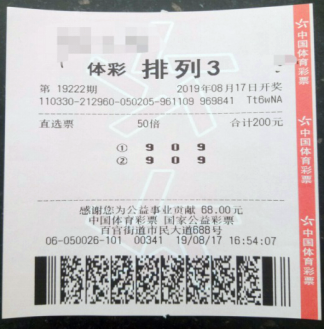 体彩 排列3
第 19222期 2019年08月17日开奖
110330-212960-050205-961109 969841 Tt6wNA
直选票 50倍 合计200元
① 9 0 9
② 9 0 9
感谢您为公益事业贡献 68.00元
中国体育彩票 国家公益彩票
百官街道市民大道688号
06-050026-101 00341 19/08/17 16:54:07
中国体育彩票
中国体育彩票
中国体育彩票